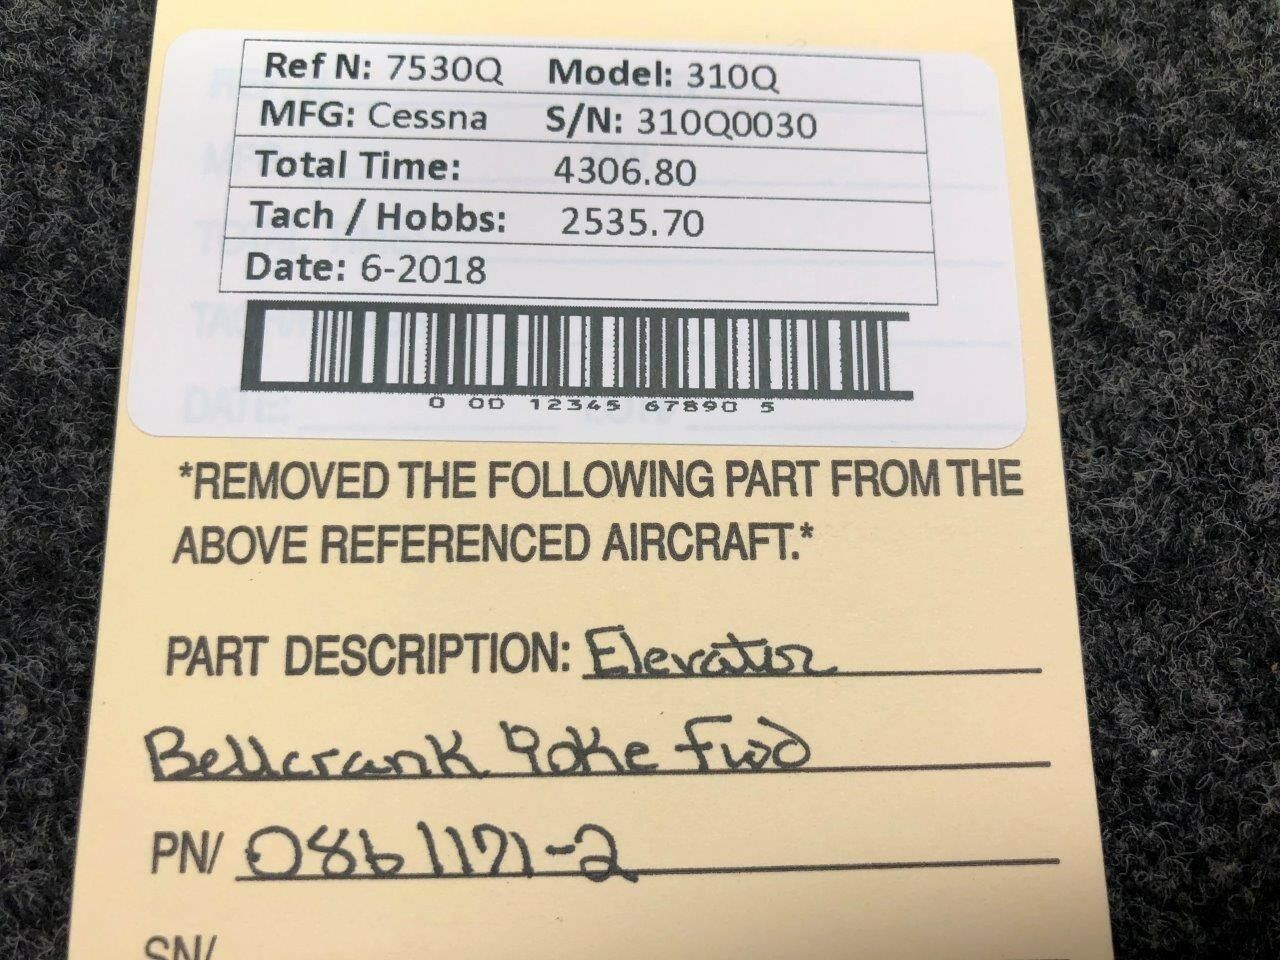 Ref N: 7530Q Model: 310Q
MFG: Cessna S/N: 310Q0030
Total Time: 4306.80
Tach / Hobbs: 2535.70
Date: 6-2018
0 00 12345 67890 5
*REMOVED THE FOLLOWING PART FROM THE
ABOVE REFERENCED AIRCRAFT.*
PART DESCRIPTION: Elevator
Bellcrank Yoke Fwd
PN/ 0861171-2
SN/